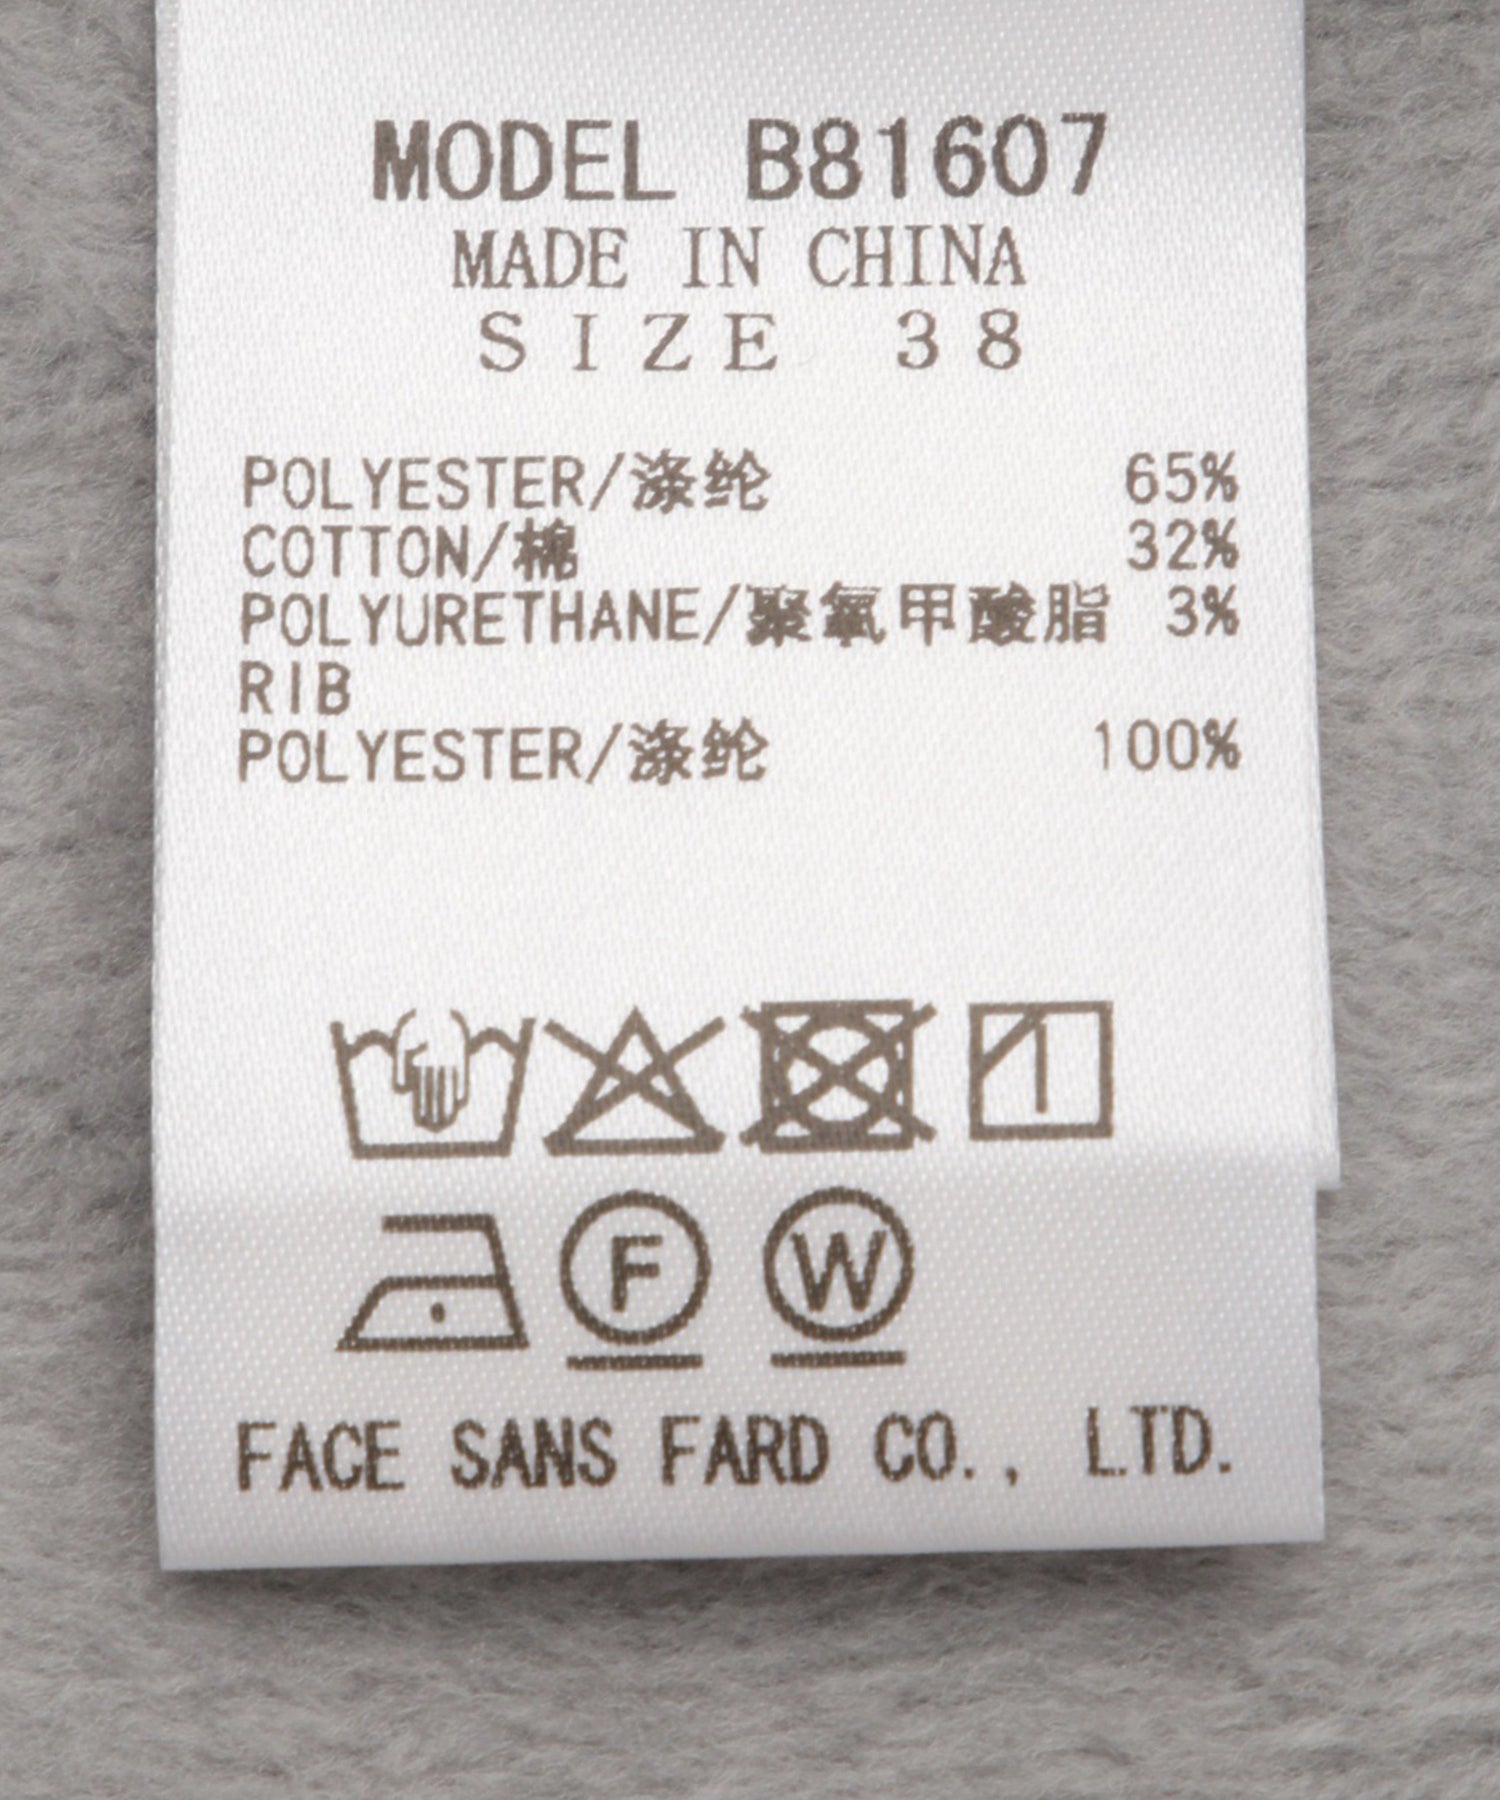 MODEL B81607
MADE IN CHINA
SIZE 38
POLYESTER/涤纶 65%
COTTON/棉 32%
POLYURETHANE/聚氧甲酸脂 3%
RIB
POLYESTER/涤纶 100%
F W
FACE SANS FARD CO., LTD.